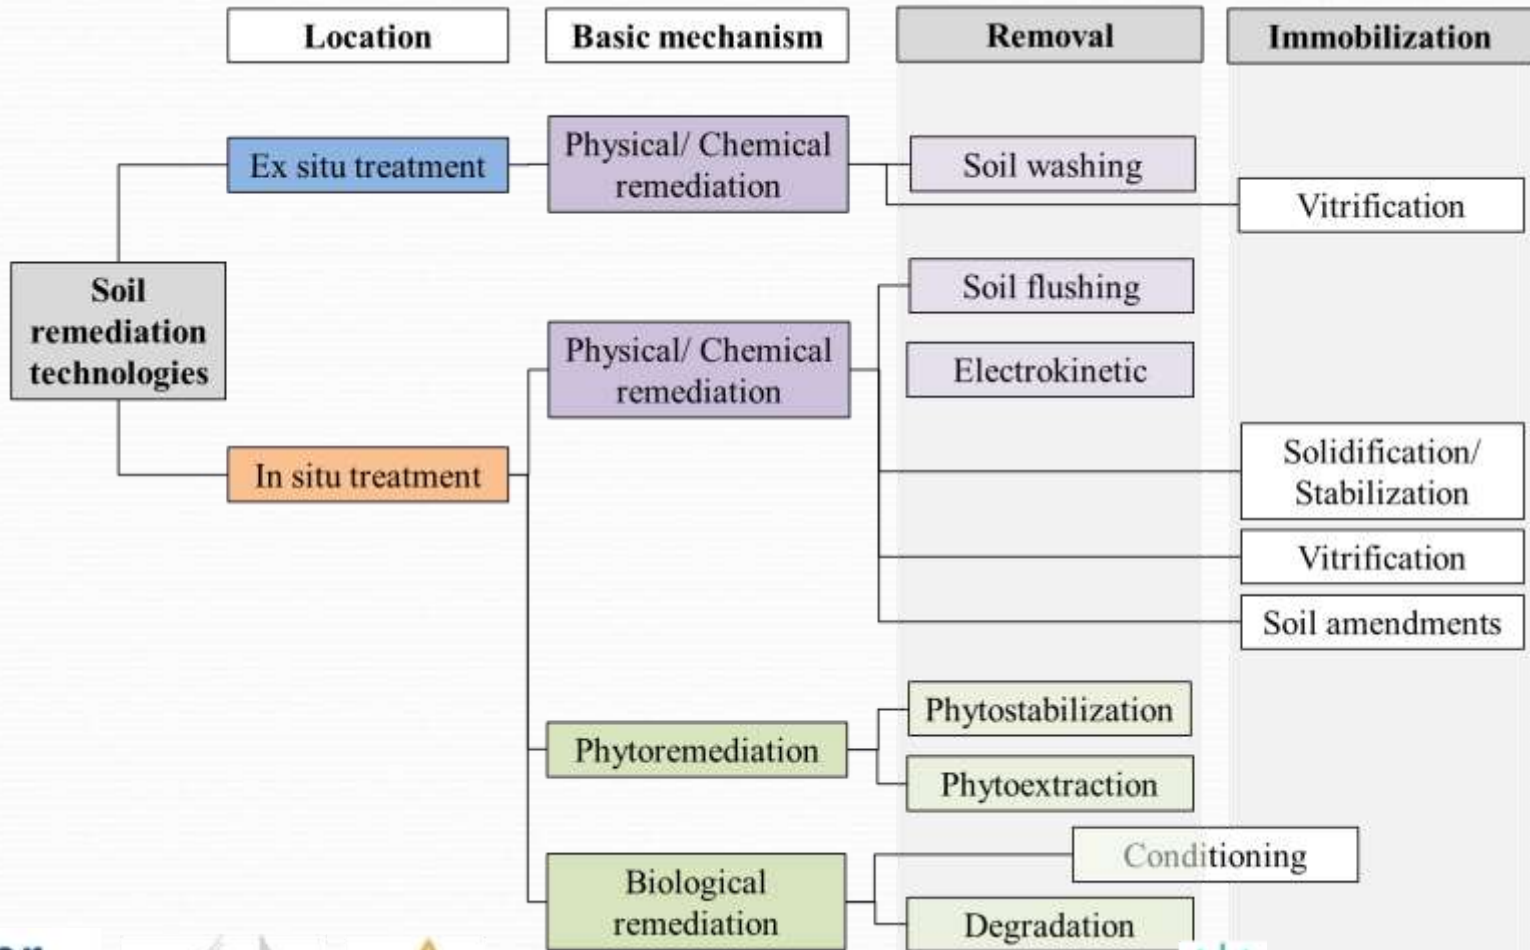 Location
Basic mechanism
Removal
Immobilization
Ex situ treatment
Physical/ Chemical
remediation
Soil washing
Vitrification
Soil
remediation
technologies
Soil flushing
Physical/ Chemical
remediation
Electrokinetic
In situ treatment
Solidification/
Stabilization
Vitrification
Soil amendments
Phytoremediation
Phytostabilization
Phytoextraction
Biological
remediation
Conditioning
Degradation